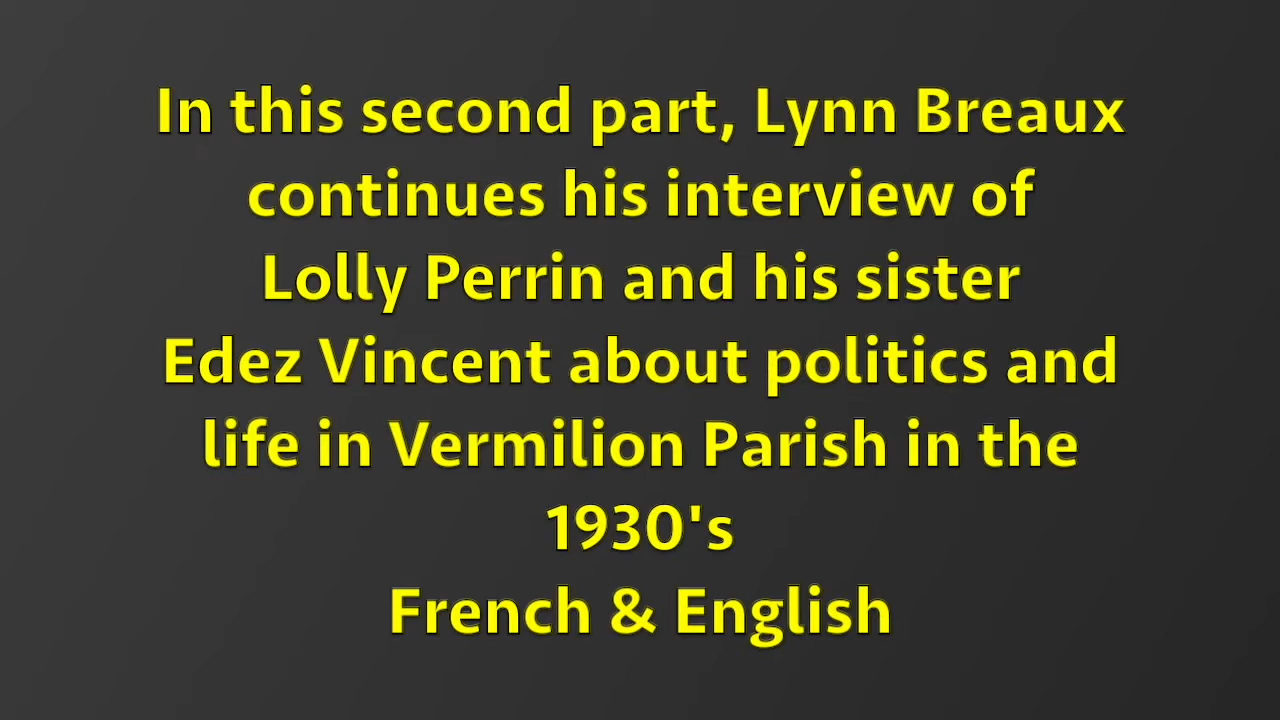 In this second part, Lynn Breaux
continues his interview of
Lolly Perrin and his sister
Edez Vincent about politics and
life in Vermilion Parish in the
1930's
French & English